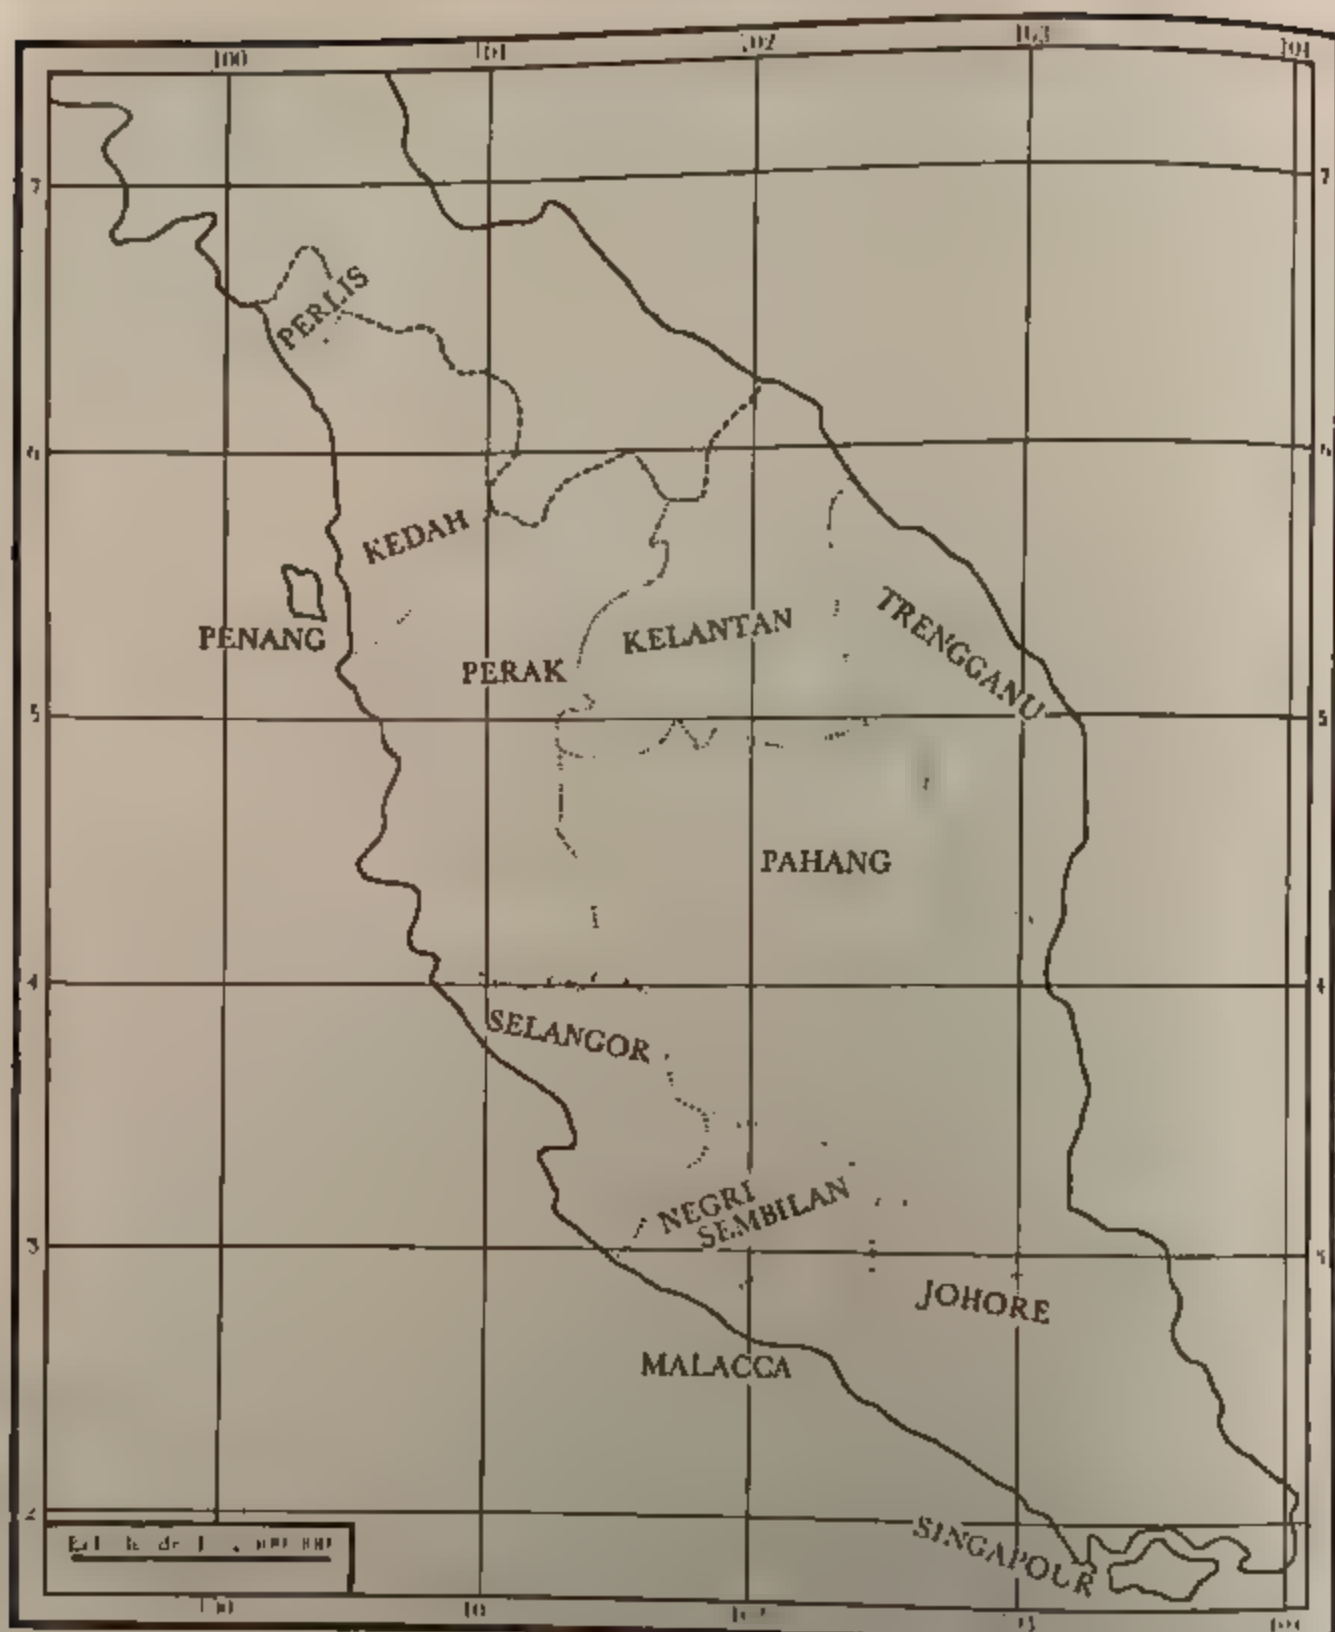 100 101 102 103
7 7
PERLIS
6
KEDAH
PENANG
KELANTAN
TRENGGANU
PERAK
5 5
PAHANG
4 4
SELANGOR
NEGRI
SEMBILAN
3
JOHORE
MALACCA
2
SINGAPOUR